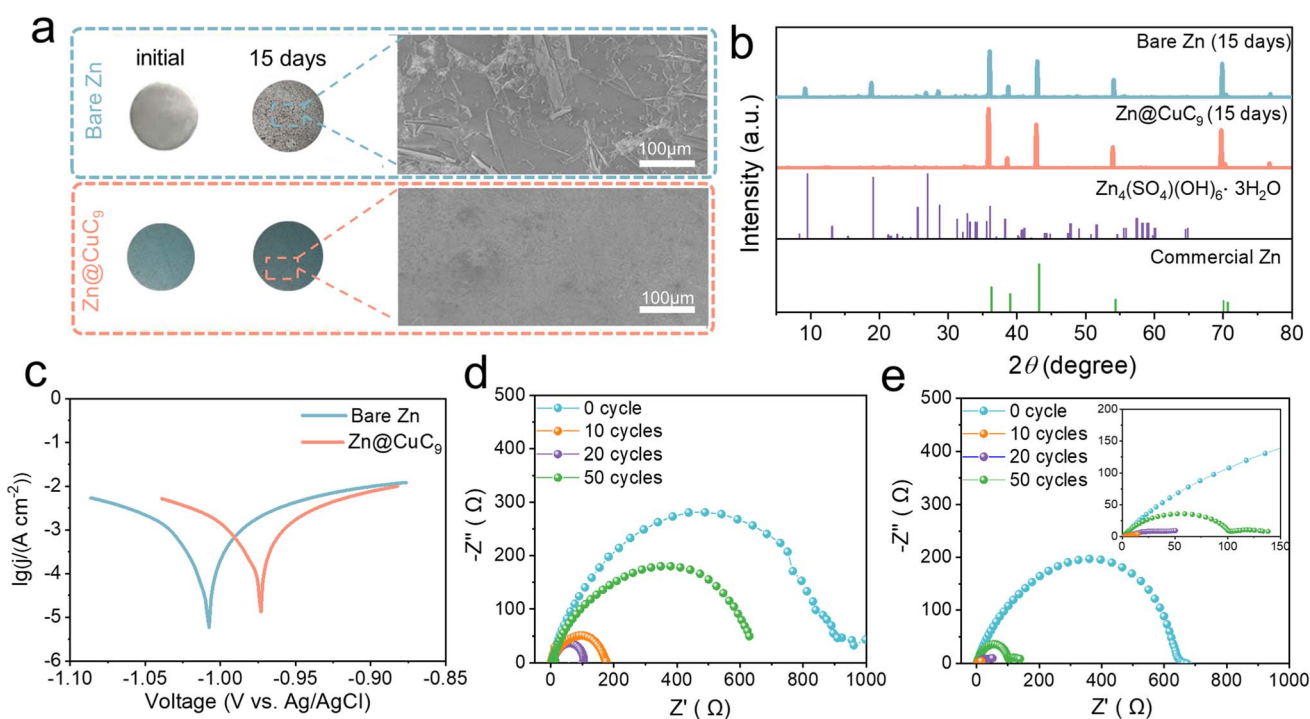 a
initial
15 days
Bare Zn
100µm
Zn@CuC₉
100µm
b
Intensity (a.u.)
Bare Zn (15 days)
Zn@CuC₉ (15 days)
Zn₄(SO₄)(OH)₆· 3H₂O
Commercial Zn
10 20 30 40 50 60 70 80
2θ (degree)
c
lg(j/(A cm⁻²))
0
-1
-2
-3
-4
-5
-6
Bare Zn
Zn@CuC₉
-1.10 -1.05 -1.00 -0.95 -0.90 -0.85
Voltage (V vs. Ag/AgCl)
d
-Z'' ( Ω)
500
400
300
200
100
0
0 cycle
10 cycles
20 cycles
50 cycles
0 200 400 600 800 1000
Z' ( Ω)
e
-Z'' ( Ω)
500
400
300
200
100
0
0 cycle
10 cycles
20 cycles
50 cycles
200
150
100
50
0
0 50 100 150
0 200 400 600 800 1000
Z' ( Ω)